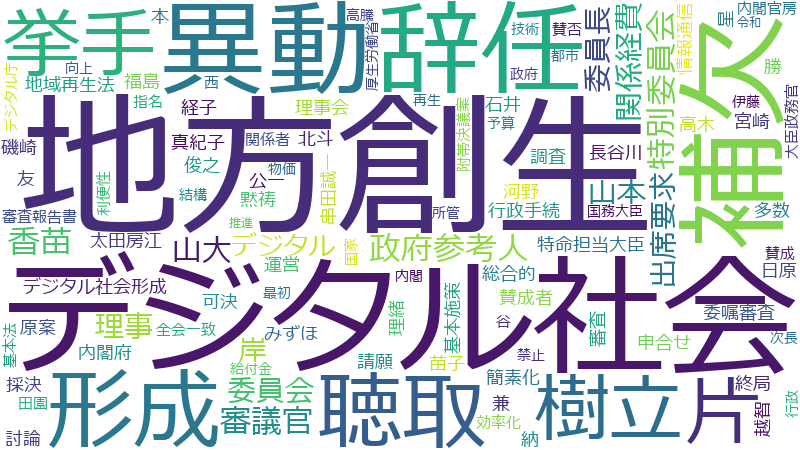 挙手
異動
辞任
補欠
地方創生
デジタル社会
形成
聴取
樹立
片
本
高騰
厚生労働省
技術
賛否
都市
政府
委員長
関係経費
特別委員会
情報通信
星
内閣官房
令和
勝
デジタル庁
向上
西
地域再生法
指名
福島
経子
理事会
石井
再生
予算
附帯決議案
伊藤
宮崎
高木
大臣政務官
磯崎
真紀子
関係者
北斗
調査
長谷川
友
利便性
俊之
物価
公一
串田誠一
河野
山本
出席要求
結構
黙祷
所管
行政手続
国務大臣
多数
審査報告書
香苗
太田房江
山大
推進
デジタル
国家
政府参考人
特命担当大臣
賛成
日原
デジタル社会形成
運営
内閣
総合的
可決
最初
賛成者
委嘱審査
基本法
原案
理事
全会一致
みずほ
理緒
基本施策
谷
審査
申合せ
次長
内閣府
岸
請願
苗子
禁止
採決
給付金
簡素化
終局
田園
委員会
兼
越智
行政
審議官
効率化
納
討論